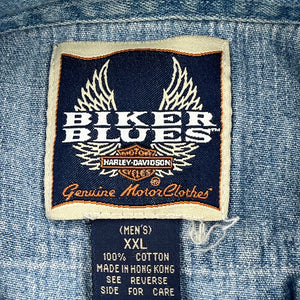 BIKER
BLUES™
MOTOR
HARLEY-DAVIDSON
CYCLES
®
Genuine MotorClothes®
(MEN'S)
XXL
100% COTTON
MADE IN HONG KONG
SEE REVERSE
SIDE FOR CARE